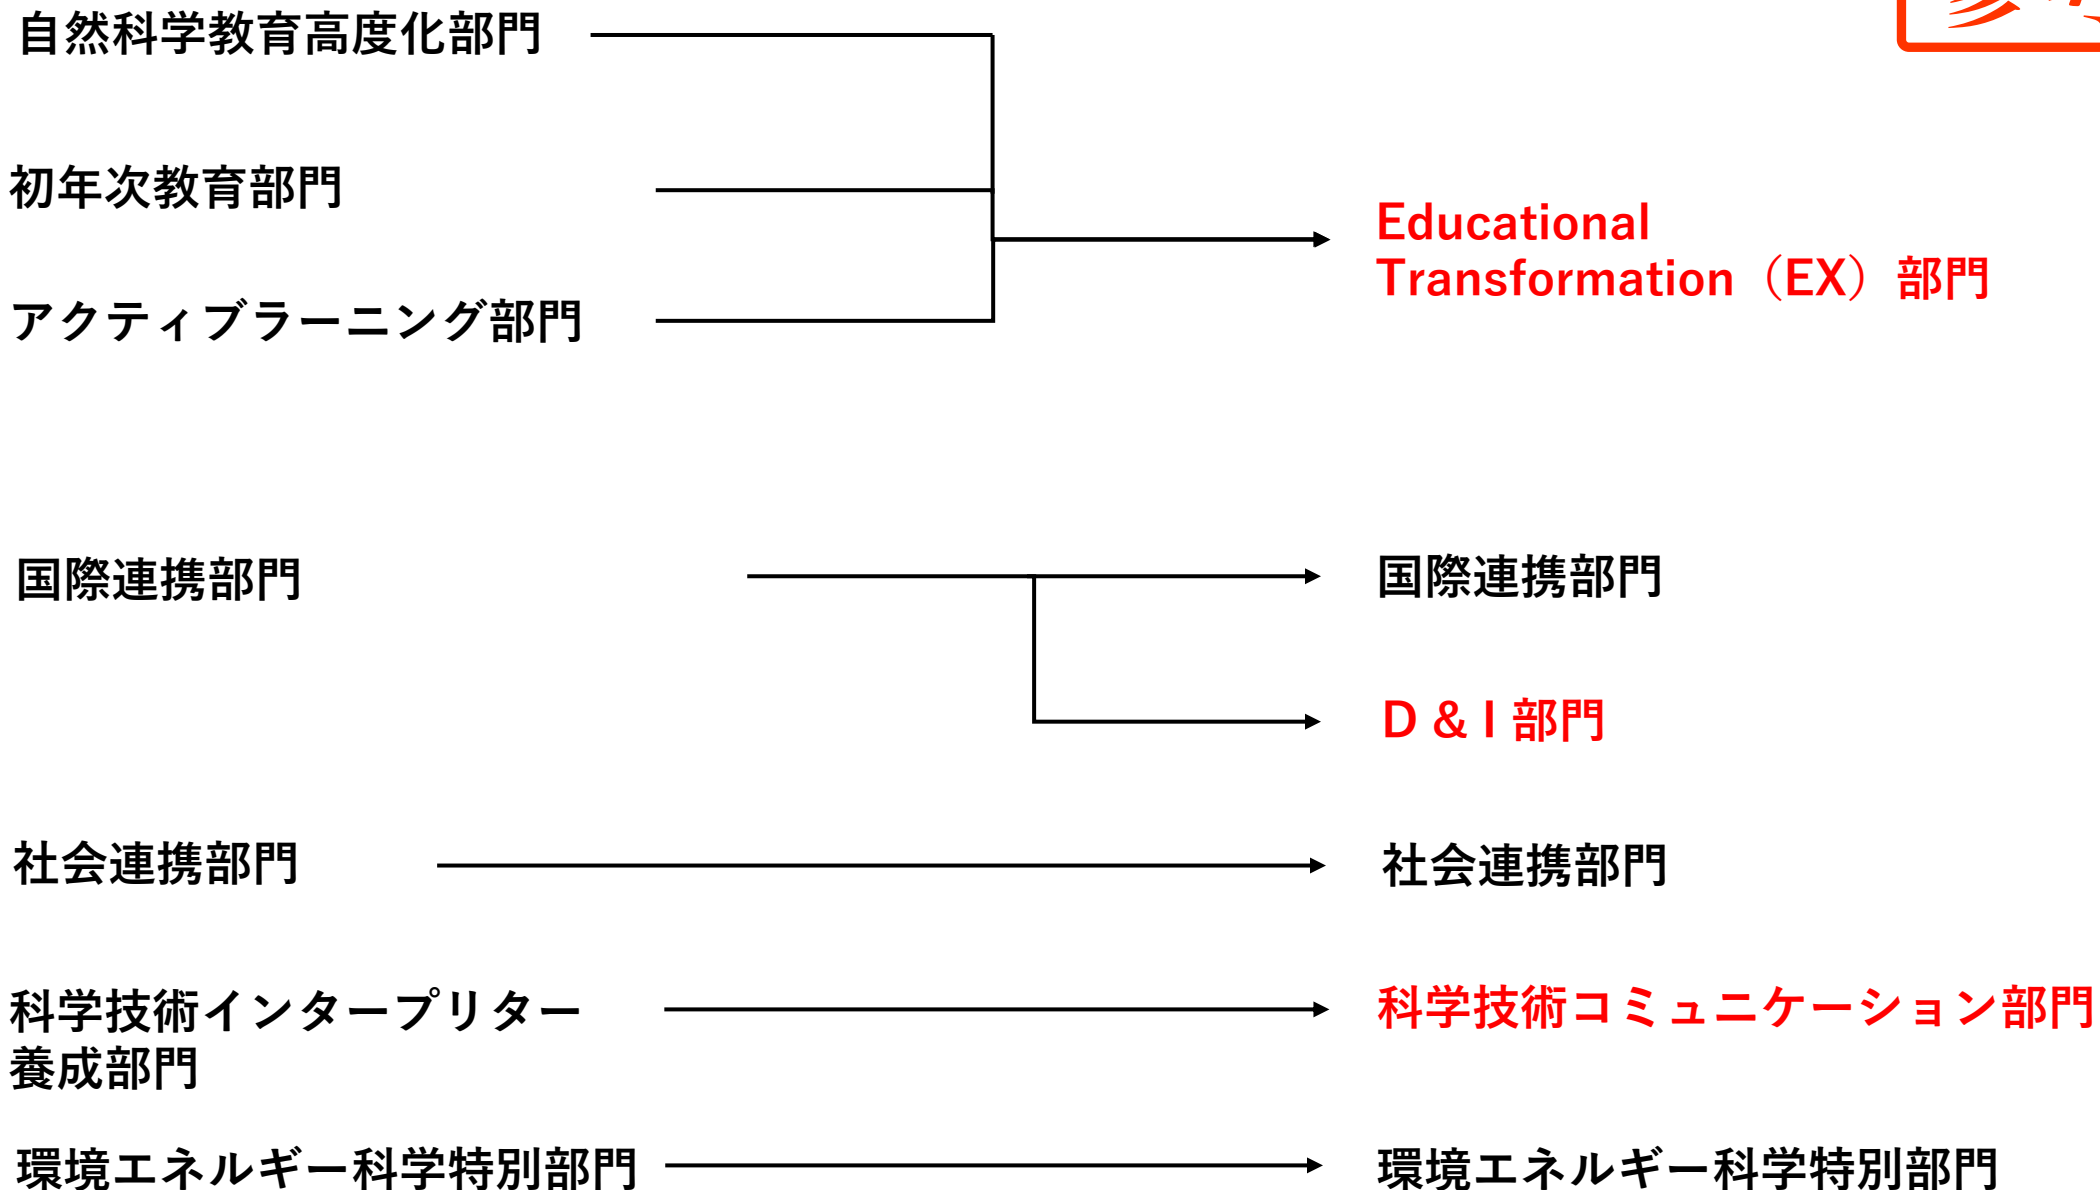 自然科学教育高度化部門
初年次教育部門
アクティブラーニング部門
Educational
Transformation（EX）部門
国際連携部門
国際連携部門
D & I 部門
社会連携部門
社会連携部門
科学技術インタープリター
養成部門
科学技術コミュニケーション部門
環境エネルギー科学特別部門
環境エネルギー科学特別部門